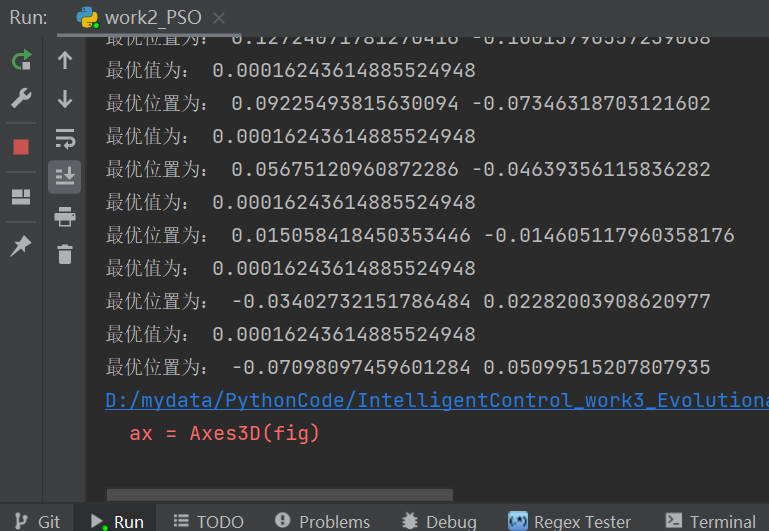 Run: work2_PSO
最优位置为: 0.12724071781270416 -0.10013790557239068
最优值为: 0.00016243614885524948
最优位置为: 0.09225493815630094 -0.07346318703121602
最优值为: 0.00016243614885524948
最优位置为: 0.05675120960872286 -0.04639356115836282
最优值为: 0.00016243614885524948
最优位置为: 0.015058418450353446 -0.014605117960358176
最优值为: 0.00016243614885524948
最优位置为: -0.03402732151786484 0.02282003908620977
最优值为: 0.00016243614885524948
最优位置为: -0.07098097459601284 0.05099515207807935
D:/mydata/PythonCode/IntelligentControl_work3_Evolutiona
ax = Axes3D(fig)
Git Run TODO Problems Debug Regex Tester Terminal